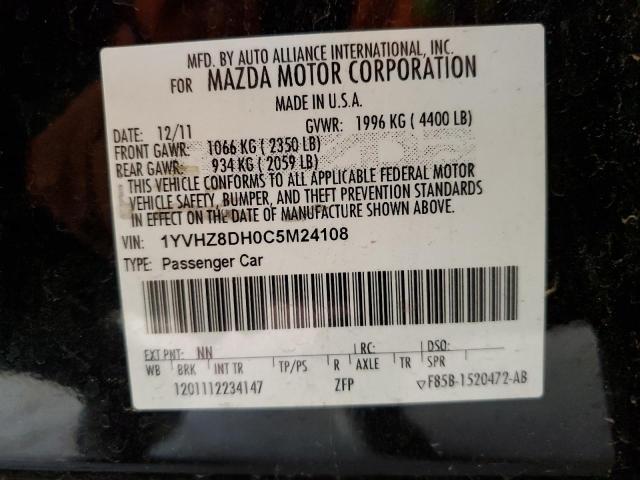 MFD. BY AUTO ALLIANCE INTERNATIONAL, INC.
FOR MAZDA MOTOR CORPORATION
MADE IN U.S.A.
DATE: 12/11 GVWR: 1996 KG ( 4400 LB)
FRONT GAWR: 1066 KG ( 2350 LB)
REAR GAWR: 934 KG ( 2059 LB)
THIS VEHICLE CONFORMS TO ALL APPLICABLE FEDERAL MOTOR
VEHICLE SAFETY, BUMPER, AND THEFT PREVENTION STANDARDS
IN EFFECT ON THE DATE OF MANUFACTURE SHOWN ABOVE.
VIN: 1YVHZ8DH0C5M24108
TYPE: Passenger Car
EXT PNT: NN RC: DSO:
WB BRK INT TR TP/PS R AXLE TR SPR
1201112234147 ZFP ▽F85B-1520472-AB